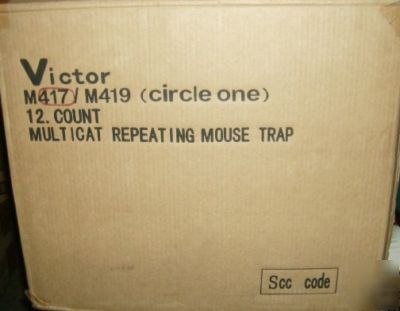 Victor
M417/ M419 (circle one)
12. COUNT
MULTICAT REPEATING MOUSE TRAP
Scc code